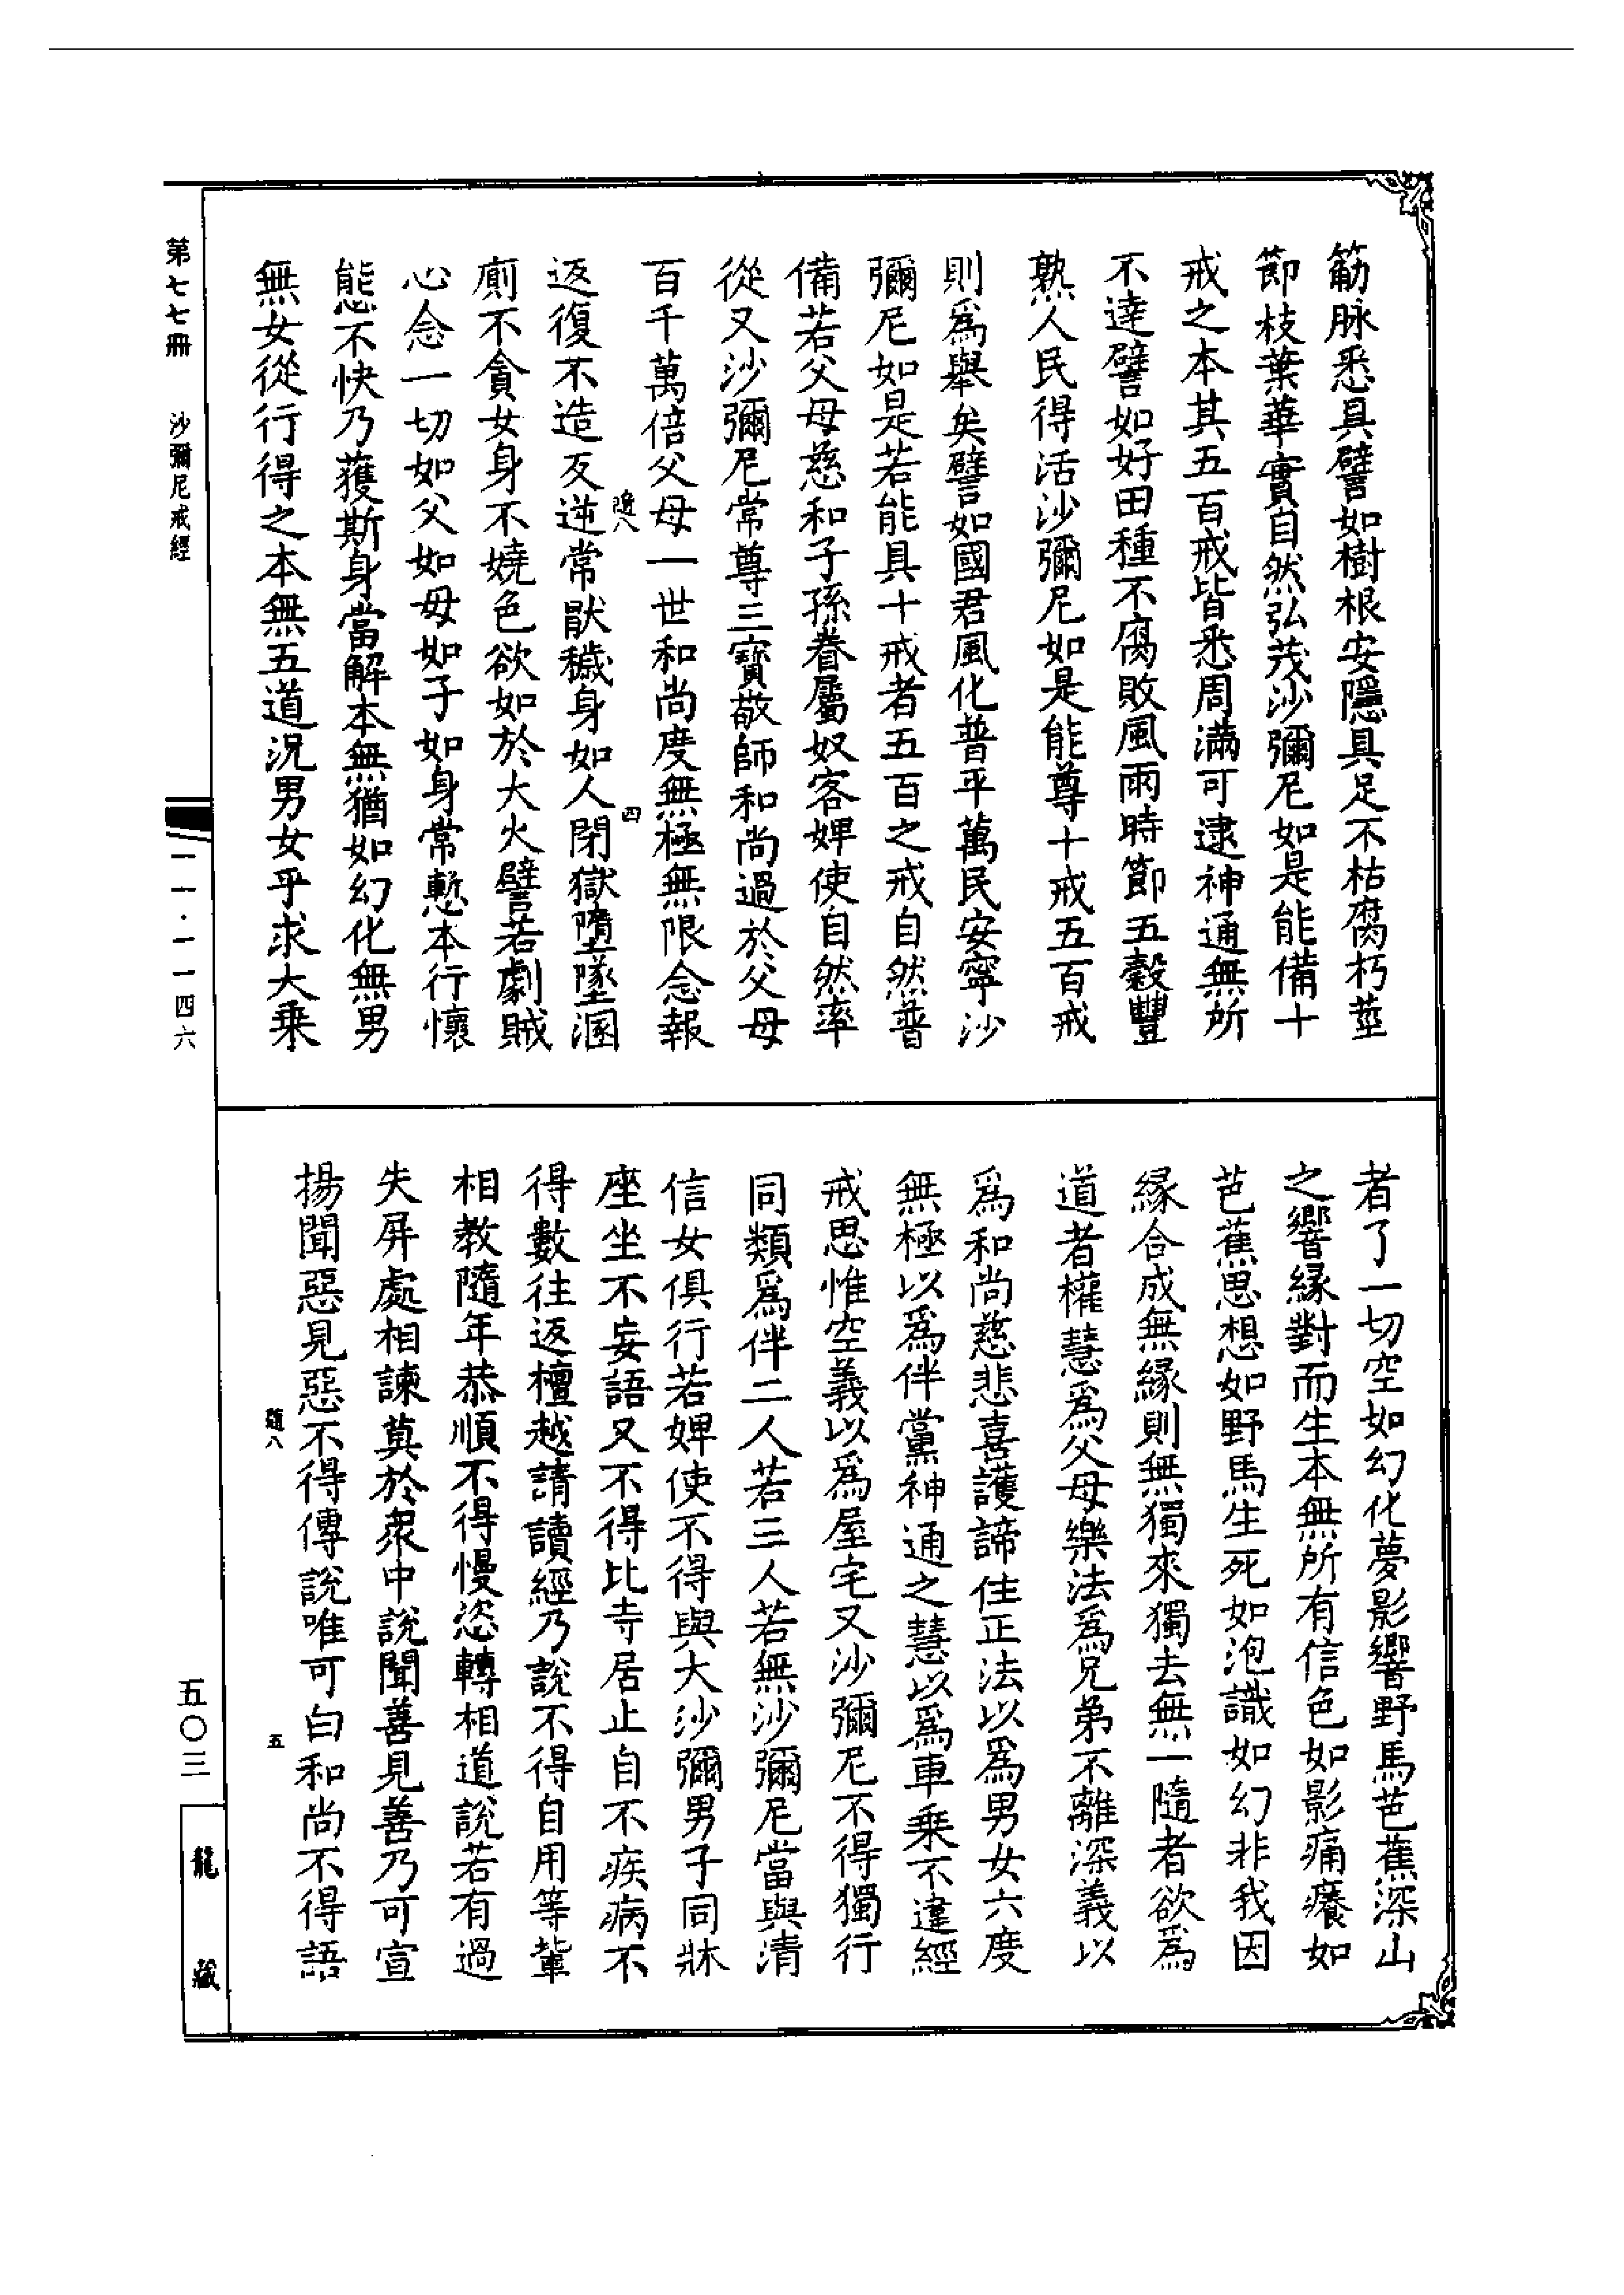 筋脉悉具譬如樹根安隱具足不枯腐朽莖
節枝葉華實自然弘茂沙彌尼如是能備十
戒之本其五百戒皆悉周滿可逮神通無所
不達譬如好田種不腐敗風雨時節五穀豐
熟人民得活沙彌尼如是能尊十戒五百戒
則爲舉矣譬如國君風化普平萬民安寧沙
彌尼如是若能具十戒者五百之戒自然普
備若父母慈和子孫眷屬奴客婢使自然率
從又沙彌尼常尊三寶敬師和尚過於父母
百千萬倍父母一世和尚度無極無限念報
隨八
四
返復不造反逆常猒穢身如人閉獄墮墜溷
廁不貪女身不嬈色欲如於大火譬若劇賊
心念一切如父如母如子如身常慙本行懷
態不快乃獲斯身當解本無猶如幻化無男
無女從行得之本無五道況男女乎求大乗
者了一切空如幻化夢影響野馬芭蕉深山
之響縁對而生本無所有信色如影痛癢如
芭蕉思想如野馬生死如泡識如幻非我因
縁合成無縁則無獨來獨去無一隨者欲爲
道者權慧爲父母樂法爲兄弟不離深義以
爲和尚慈悲喜護諦住正法以爲男女六度
無極以爲伴黨神通之慧以爲車乗不違經
戒思惟空義以爲屋宅又沙彌尼不得獨行
同類爲伴二人若三人若無沙彌尼當與清
信女俱行若婢使不得與大沙彌男子同牀
座坐不妄語又不得比寺居止自不疾病不
得數往返檀越請讀經乃說不得自用等輩
相教隨年恭順不得慢恣轉相道說若有過
失屏處相諫莫於衆中說聞善見善乃可宣
揚聞惡見惡不得傳說唯可白和尚不得語
隨八
五
第七七冊　沙彌尼戒經
一一·一一四六
五〇三
龍藏